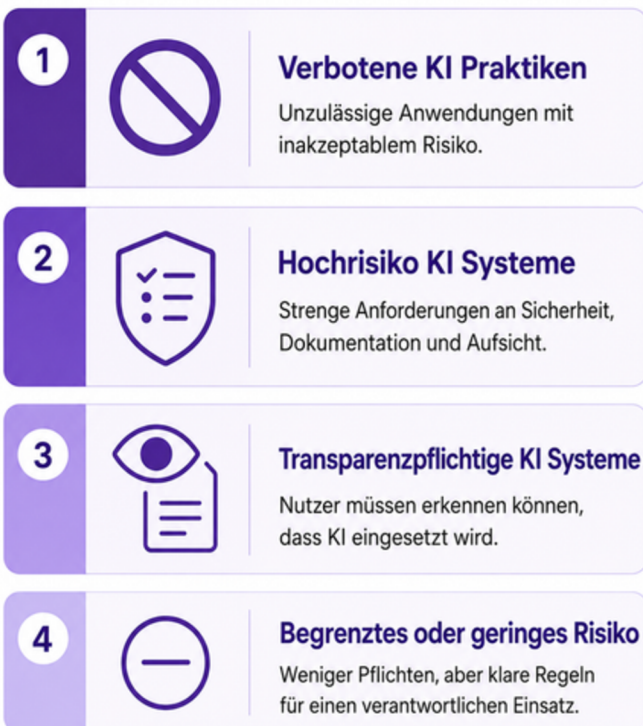 1
Verbotene KI Praktiken
Unzulässige Anwendungen mit
inakzeptablem Risiko.
2
Hochrisiko KI Systeme
Strenge Anforderungen an Sicherheit,
Dokumentation und Aufsicht.
3
Transparenzpflichtige KI Systeme
Nutzer müssen erkennen können,
dass KI eingesetzt wird.
4
Begrenztes oder geringes Risiko
Weniger Pflichten, aber klare Regeln
für einen verantwortlichen Einsatz.